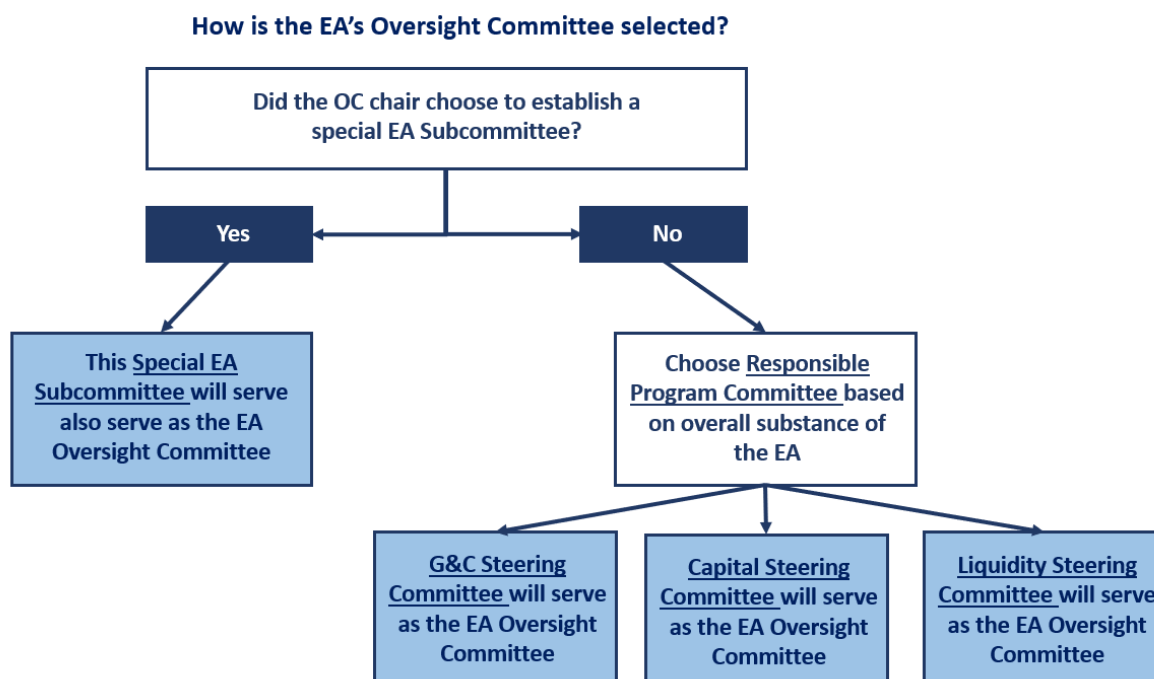 How is the EA’s Oversight Committee selected?
Did the OC chair choose to establish a
special EA Subcommittee?
Yes
No
This Special EA
Subcommittee will serve
also serve as the EA
Oversight Committee
Choose Responsible
Program Committee based
on overall substance of
the EA
G&C Steering
Committee will serve
as the EA Oversight
Committee
Capital Steering
Committee will serve
as the EA Oversight
Committee
Liquidity Steering
Committee will serve
as the EA Oversight
Committee